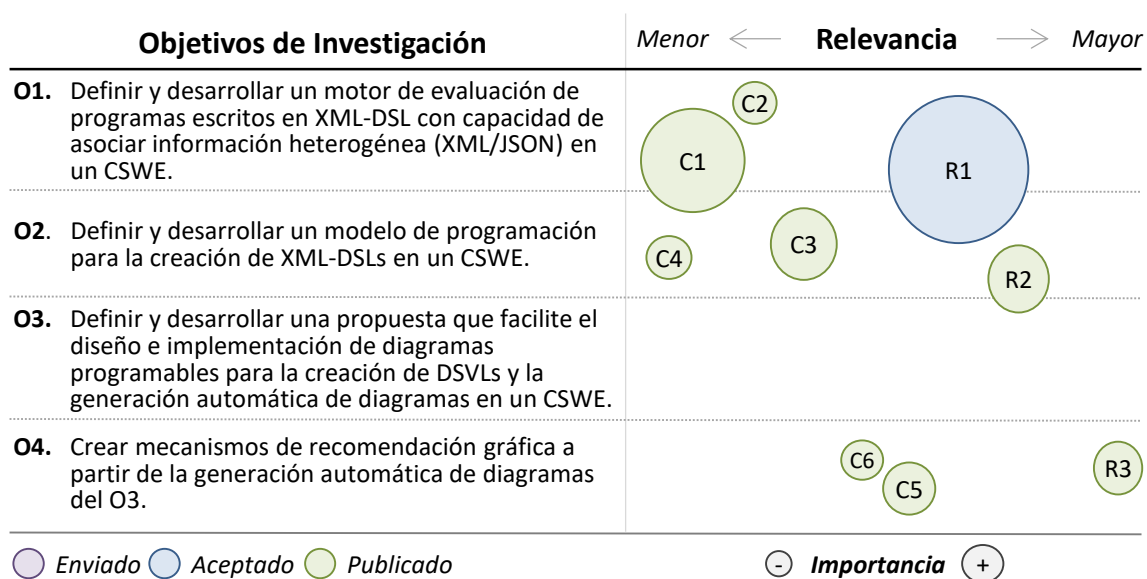 Objetivos de Investigación
Menor Relevancia Mayor
O1. Definir y desarrollar un motor de evaluación de
programas escritos en XML-DSL con capacidad de
asociar información heterogénea (XML/JSON) en
un CSWE.
C2
C1
R1
O2. Definir y desarrollar un modelo de programación
para la creación de XML-DSLs en un CSWE.
C3
C4
R2
O3. Definir y desarrollar una propuesta que facilite el
diseño e implementación de diagramas
programables para la creación de DSVLs y la
generación automática de diagramas en un CSWE.
O4. Crear mecanismos de recomendación gráfica a
partir de la generación automática de diagramas
del O3.
C6
C5
R3
Enviado Aceptado Publicado
- Importancia +